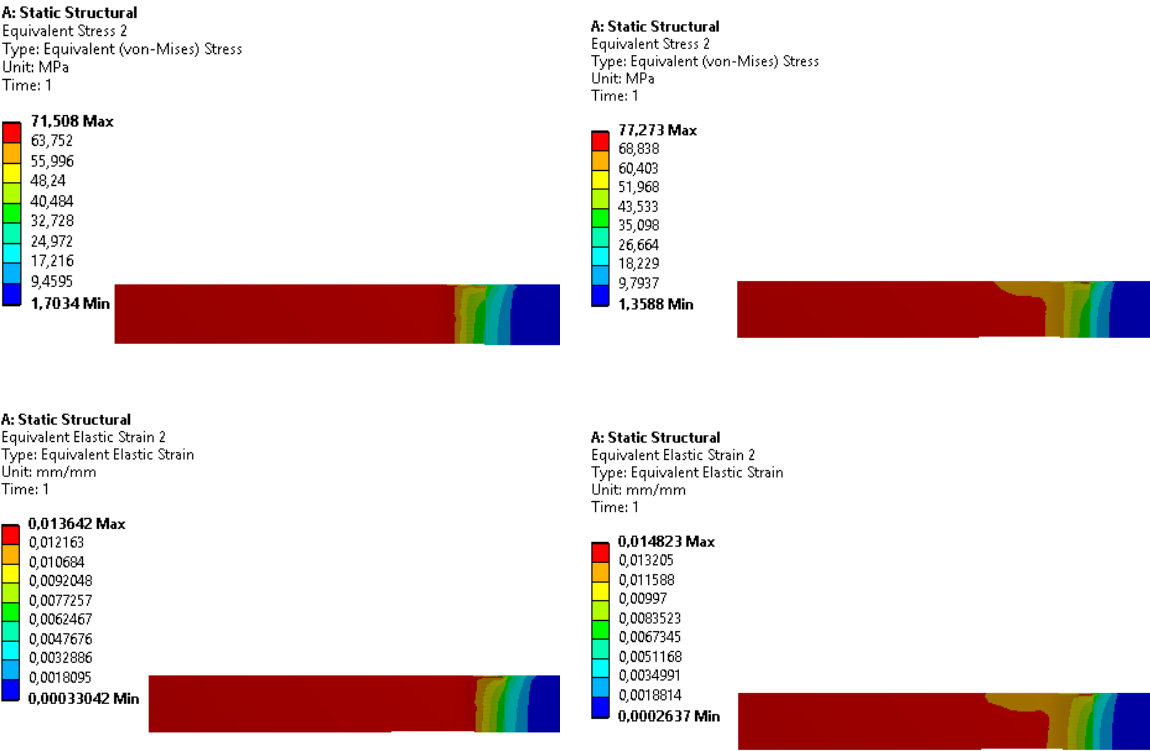 A: Static Structural
Equivalent Stress 2
Type: Equivalent (von-Mises) Stress
Unit: MPa
Time: 1
71,508 Max
63,752
55,996
48,24
40,484
32,728
24,972
17,216
9,4595
1,7034 Min
A: Static Structural
Equivalent Stress 2
Type: Equivalent (von-Mises) Stress
Unit: MPa
Time: 1
77,273 Max
68,838
60,403
51,968
43,533
35,098
26,664
18,229
9,7937
1,3588 Min
A: Static Structural
Equivalent Elastic Strain 2
Type: Equivalent Elastic Strain
Unit: mm/mm
Time: 1
0,013642 Max
0,012163
0,010684
0,0092048
0,0077257
0,0062467
0,0047676
0,0032886
0,0018095
0,00033042 Min
A: Static Structural
Equivalent Elastic Strain 2
Type: Equivalent Elastic Strain
Unit: mm/mm
Time: 1
0,014823 Max
0,013205
0,011588
0,00997
0,0083523
0,0067345
0,0051168
0,0034991
0,0018814
0,0002637 Min